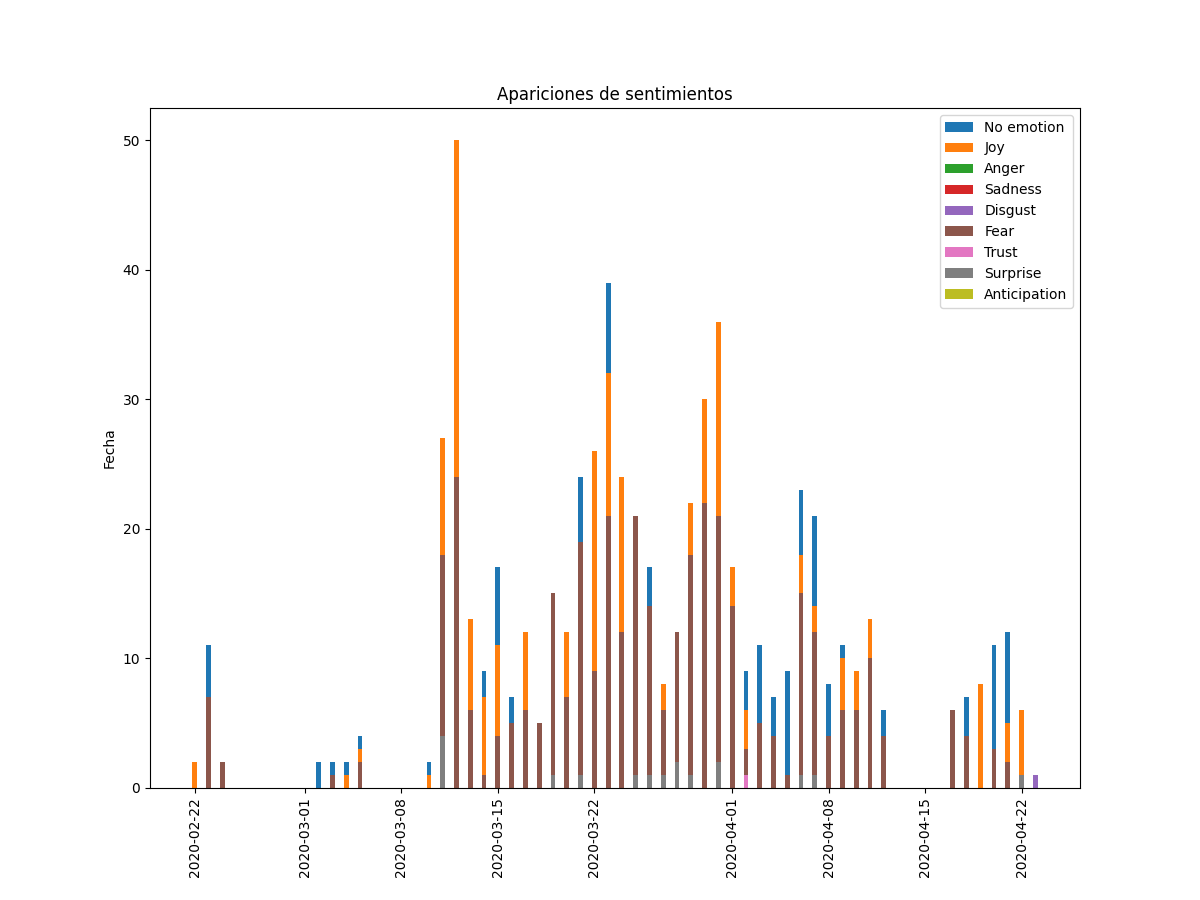 Apariciones de sentimientos
No emotion
Joy
Anger
Sadness
Disgust
Fear
Trust
Surprise
Anticipation
Fecha
50
40
30
20
10
0
2020-02-22
2020-03-01
2020-03-08
2020-03-15
2020-03-22
2020-04-01
2020-04-08
2020-04-15
2020-04-22